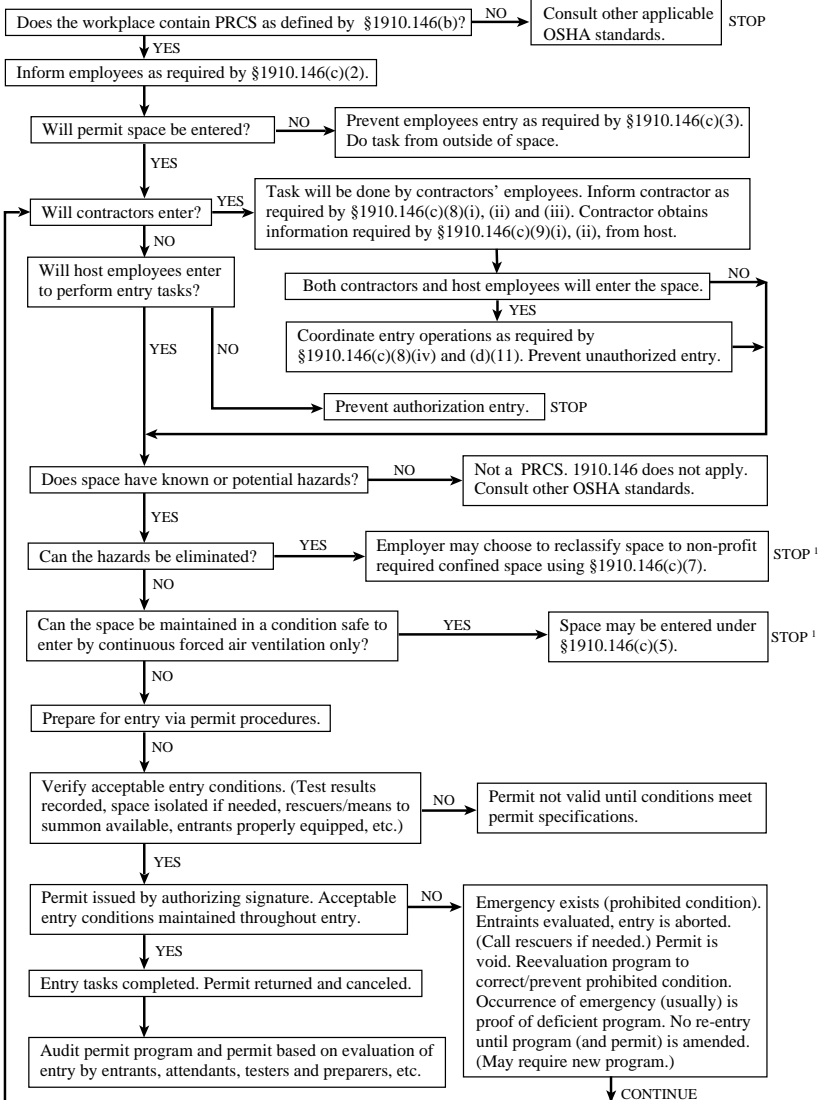 Does the workplace contain PRCS as defined by §1910.146(b)?
NO
Consult other applicable
OSHA standards.
STOP
YES
Inform employees as required by §1910.146(c)(2).
Will permit space be entered?
NO
Prevent employees entry as required by §1910.146(c)(3).
Do task from outside of space.
YES
Will contractors enter?
YES
Task will be done by contractors’ employees. Inform contractor as
required by §1910.146(c)(8)(i), (ii) and (iii). Contractor obtains
information required by §1910.146(c)(9)(i), (ii), from host.
NO
Will host employees enter
to perform entry tasks?
Both contractors and host employees will enter the space.
NO
YES
Coordinate entry operations as required by
§1910.146(c)(8)(iv) and (d)(11). Prevent unauthorized entry.
YES
NO
Prevent authorization entry.
STOP
Does space have known or potential hazards?
NO
Not a PRCS. 1910.146 does not apply.
Consult other OSHA standards.
YES
Can the hazards be eliminated?
YES
Employer may choose to reclassify space to non-profit
required confined space using §1910.146(c)(7).
STOP 1
NO
Can the space be maintained in a condition safe to
enter by continuous forced air ventilation only?
YES
Space may be entered under
§1910.146(c)(5).
STOP 1
NO
Prepare for entry via permit procedures.
NO
Verify acceptable entry conditions. (Test results
recorded, space isolated if needed, rescuers/means to
summon available, entrants properly equipped, etc.)
NO
Permit not valid until conditions meet
permit specifications.
YES
Permit issued by authorizing signature. Acceptable
entry conditions maintained throughout entry.
NO
Emergency exists (prohibited condition).
Entraints evaluated, entry is aborted.
(Call rescuers if needed.) Permit is
void. Reevaluation program to
correct/prevent prohibited condition.
Occurrence of emergency (usually) is
proof of deficient program. No re-entry
until program (and permit) is amended.
(May require new program.)
YES
Entry tasks completed. Permit returned and canceled.
Audit permit program and permit based on evaluation of
entry by entrants, attendants, testers and preparers, etc.
CONTINUE